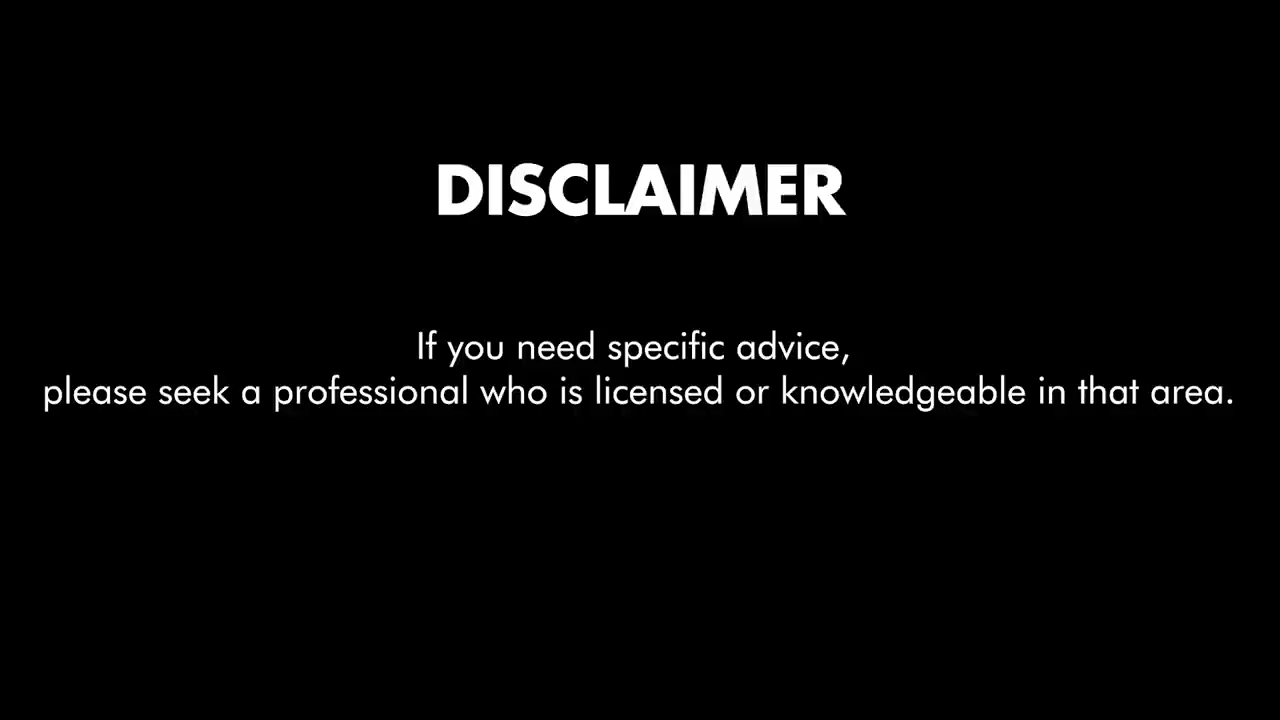 DISCLAIMER
If you need specific advice,
please seek a professional who is licensed or knowledgeable in that area.